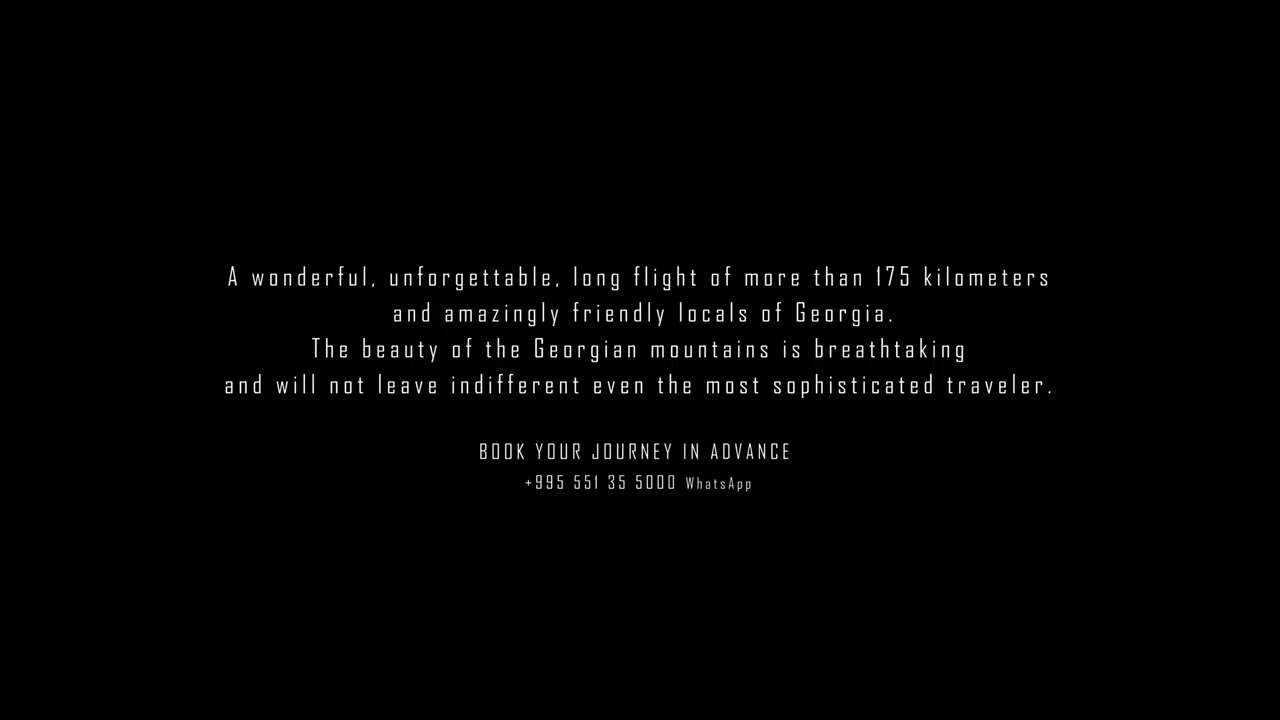 A wonderful, unforgettable, long flight of more than 175 kilometers
and amazingly friendly locals of Georgia.
The beauty of the Georgian mountains is breathtaking
and will not leave indifferent even the most sophisticated traveler.
BOOK YOUR JOURNEY IN ADVANCE
+995 551 35 5000 WhatsApp